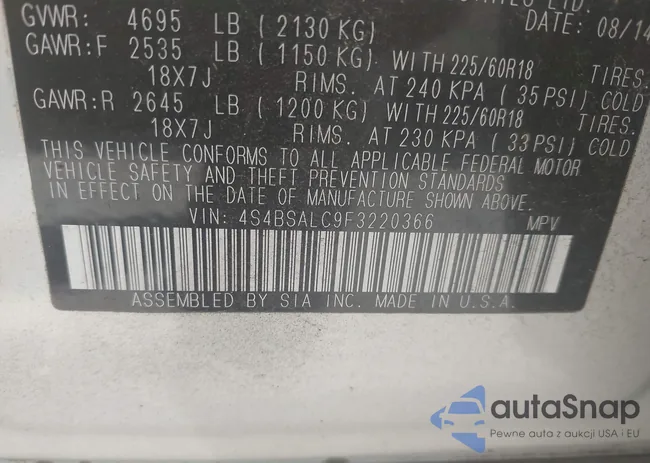 DATE: 08/14
GVWR: 4695 LB (2130 KG)
GAWR:F 2535 LB (1150 KG) WITH 225/60R18 TIRES
18X7J RIMS. AT 240 KPA (35 PSI) COLD
GAWR:R 2645 LB (1200 KG) WITH 225/60R18 TIRES.
18X7J RIMS. AT 230 KPA (33 PSI) COLD
THIS VEHICLE CONFORMS TO ALL APPLICABLE FEDERAL MOTOR
VEHICLE SAFETY AND THEFT PREVENTION STANDARDS
IN EFFECT ON THE DATE OF MANUFACTURE SHOWN ABOVE.
VIN: 4S4BSALC9F3220366 MPV
ASSEMBLED BY SIA INC. MADE IN U.S.A.
autaSnap
Pewne auta z aukcji USA i EU